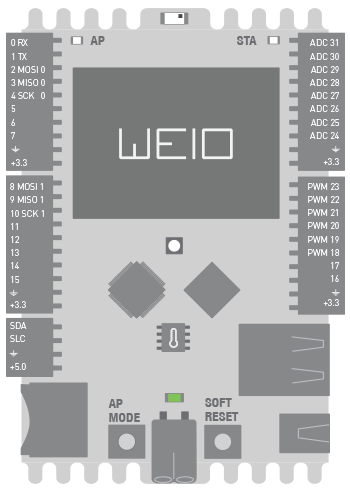 AP
STA
0 RX
1 TX
2 MOSI 0
3 MISO 0
4 SCK 0
5
6
7
+3.3
8 MOSI 1
9 MISO 1
10 SCK 1
11
12
13
14
15
+3.3
SDA
SLC
+5.0
WEIO
ADC 31
ADC 30
ADC 29
ADC 28
ADC 27
ADC 26
ADC 25
ADC 24
+3.3
PWM 23
PWM 22
PWM 21
PWM 20
PWM 19
PWM 18
17
16
+3.3
AP
MODE
SOFT
RESET